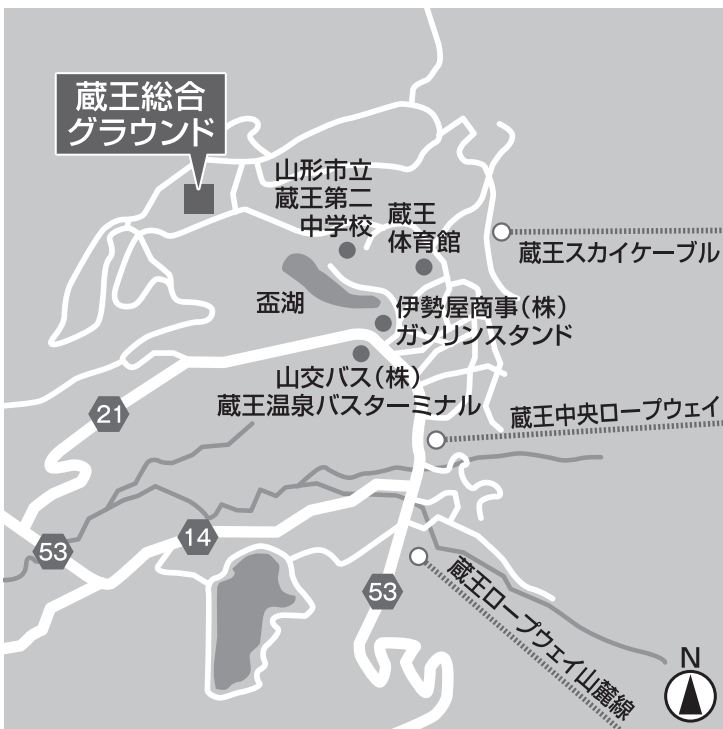 蔵王総合
グラウンド
山形市立
蔵王第二
中学校
蔵王
体育館
蔵王スカイケーブル
盃湖
伊勢屋商事(株)
ガソリンスタンド
山交バス(株)
蔵王温泉バスターミナル
21
蔵王中央ロープウェイ
14
53
53
蔵王ロープウェイ山麓線
N